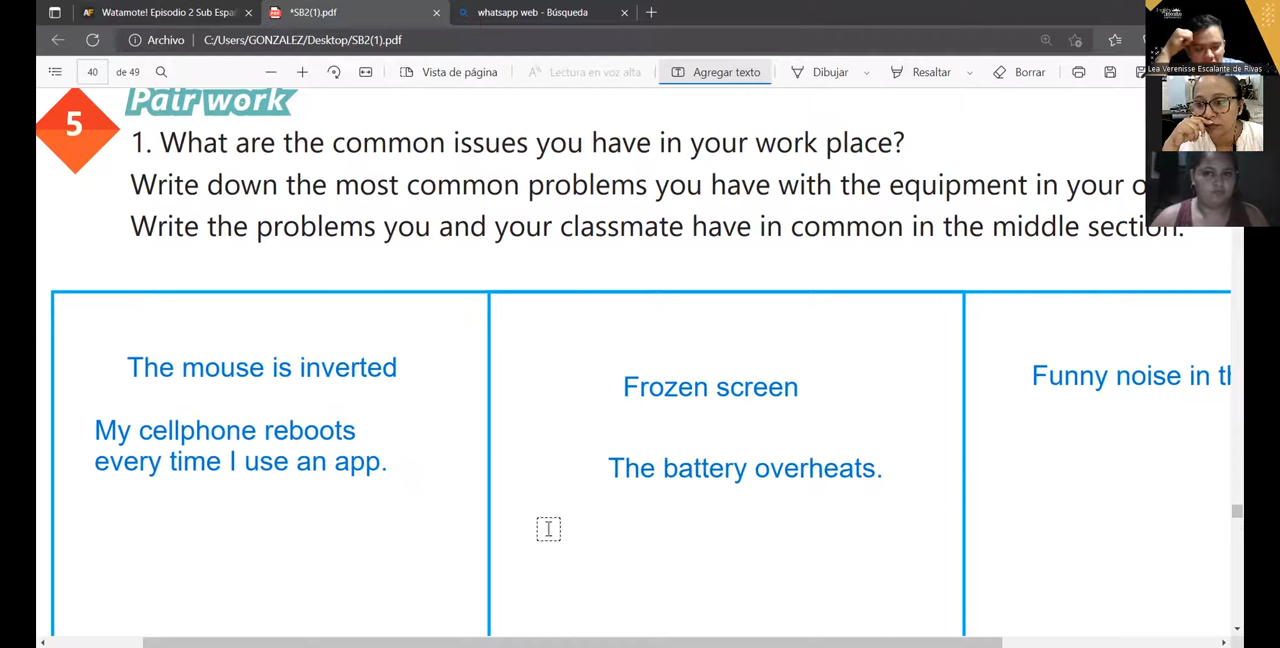 Watamote! Episodio 2 Sub Espa
*SB2(1).pdf
whatsapp web - Búsqueda
Archivo
C:/Users/GONZALEZ/Desktop/SB2(1).pdf
40 de 49
Vista de página
Lectura en voz alta
Agregar texto
Dibujar
Resaltar
Borrar
Lea Verenisse Escalante de Rivas
5
Pair work
1. What are the common issues you have in your work place?
Write down the most common problems you have with the equipment in your o
Write the problems you and your classmate have in common in the middle section.
The mouse is inverted
My cellphone reboots
every time I use an app.
Frozen screen
The battery overheats.
Funny noise in th